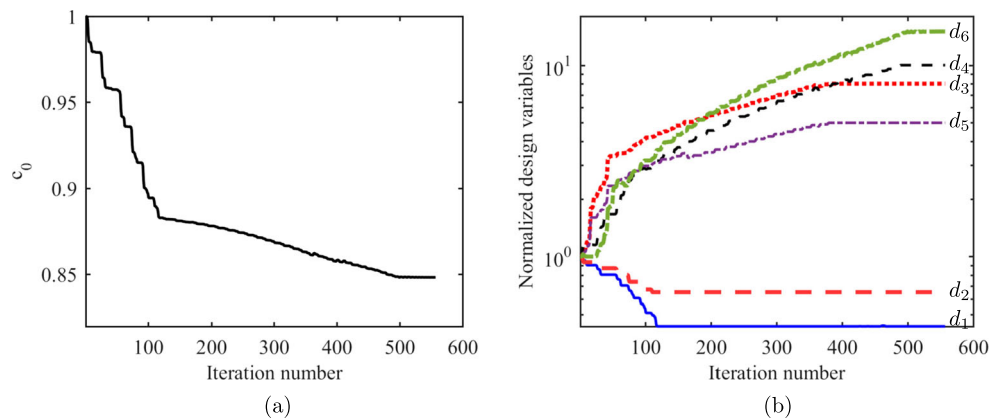 1
0.95
0.9
0.85
c0
100 200 300 400 500 600
Iteration number
(a)
10^1
10^0
Normalized design variables
d6
d4
d3
d5
d2
d1
100 200 300 400 500 600
Iteration number
(b)